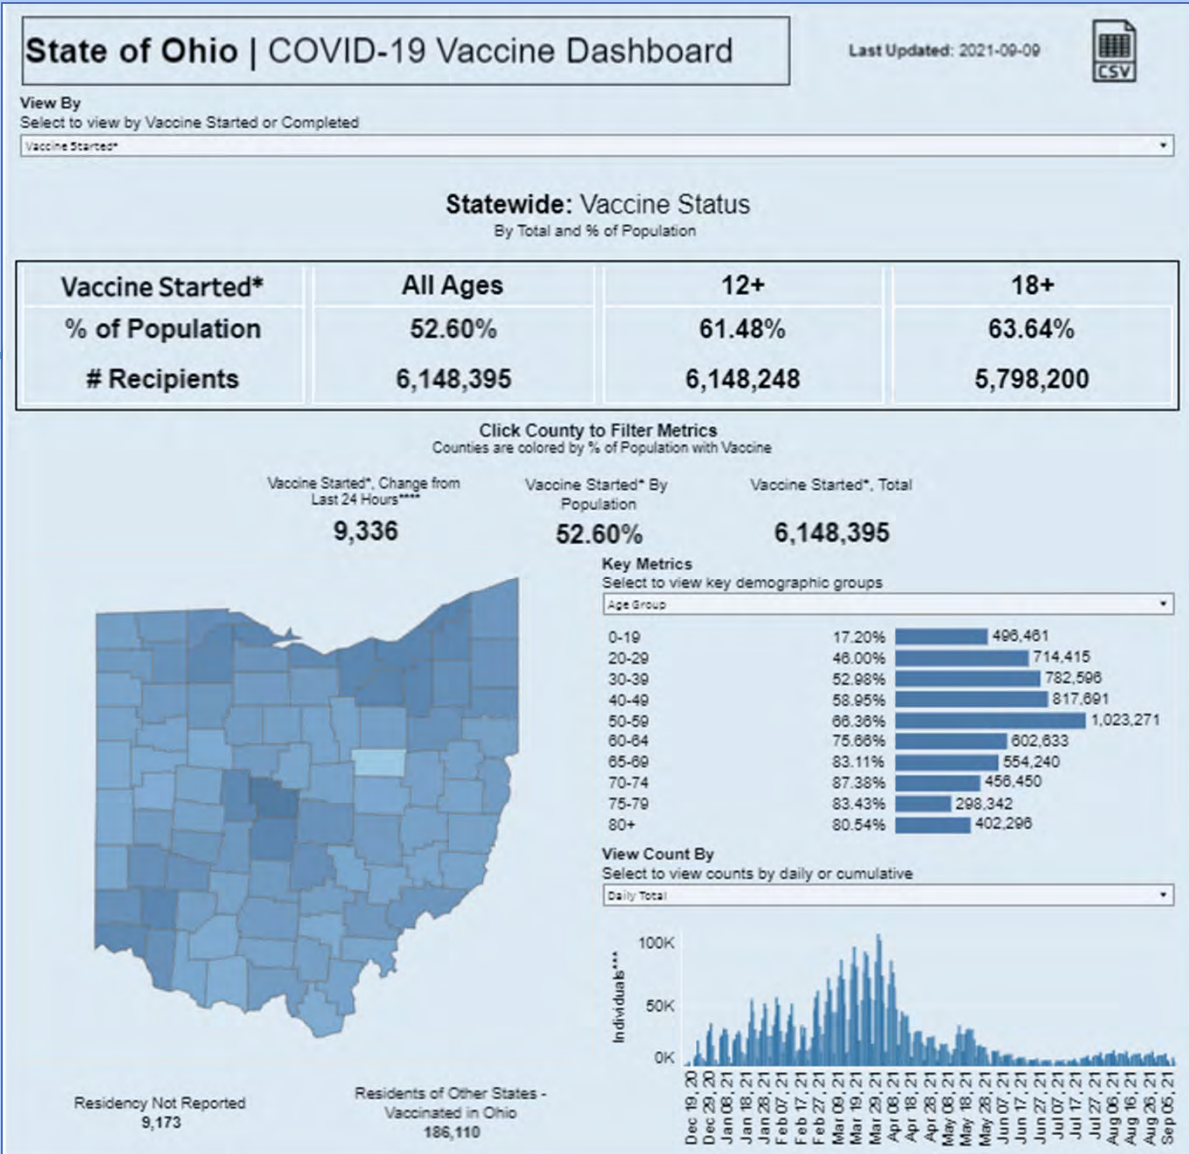 State of Ohio | COVID-19 Vaccine Dashboard
Last Updated: 2021-09-09
CSV
View By
Select to view by Vaccine Started or Completed
Vaccine Started*
Statewide: Vaccine Status
By Total and % of Population
Vaccine Started* All Ages 12+ 18+
% of Population 52.60% 61.48% 63.64%
# Recipients 6,148,395 6,148,248 5,798,200
Click County to Filter Metrics
Counties are colored by % of Population with Vaccine
Vaccine Started*, Change from
Last 24 Hours****
9,336
Vaccine Started* By
Population
52.60%
Vaccine Started*, Total
6,148,395
Key Metrics
Select to view key demographic groups
Age Group
0-19 17.20% 496,461
20-29 46.00% 714,415
30-39 52.98% 782,596
40-49 58.95% 817,691
50-59 66.36% 1,023,271
60-64 75.66% 602,633
65-69 83.11% 554,240
70-74 87.38% 456,450
75-79 83.43% 298,342
80+ 80.54% 402,296
View Count By
Select to view counts by daily or cumulative
Daily Total
Individuals***
100K
50K
0K
Dec 19, 20
Dec 29, 20
Jan 08, 21
Jan 18, 21
Jan 28, 21
Feb 07, 21
Feb 17, 21
Feb 27, 21
Mar 09, 21
Mar 19, 21
Mar 29, 21
Apr 08, 21
Apr 18, 21
Apr 28, 21
May 08, 21
May 18, 21
May 28, 21
Jun 07, 21
Jun 17, 21
Jun 27, 21
Jul 07, 21
Jul 17, 21
Jul 27, 21
Aug 06, 21
Aug 16, 21
Aug 26, 21
Sep 05, 21
Residency Not Reported
9,173
Residents of Other States -
Vaccinated in Ohio
186,110